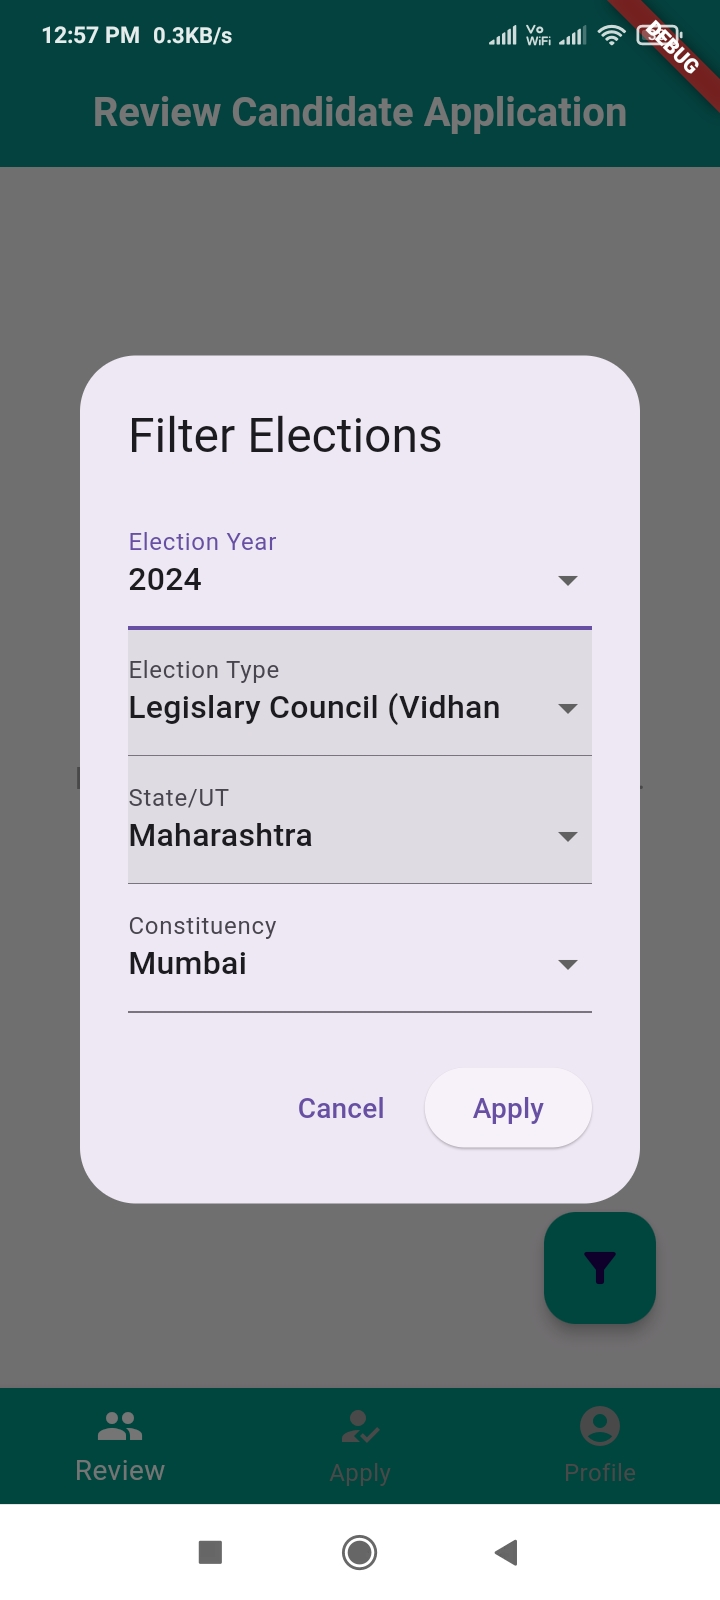 12:57 PM 0.3KB/s
Vo
WiFi
DEBUG
Review Candidate Application
Filter Elections
Election Year
2024
Election Type
Legislary Council (Vidhan
State/UT
Maharashtra
Constituency
Mumbai
Cancel Apply
Review Apply Profile